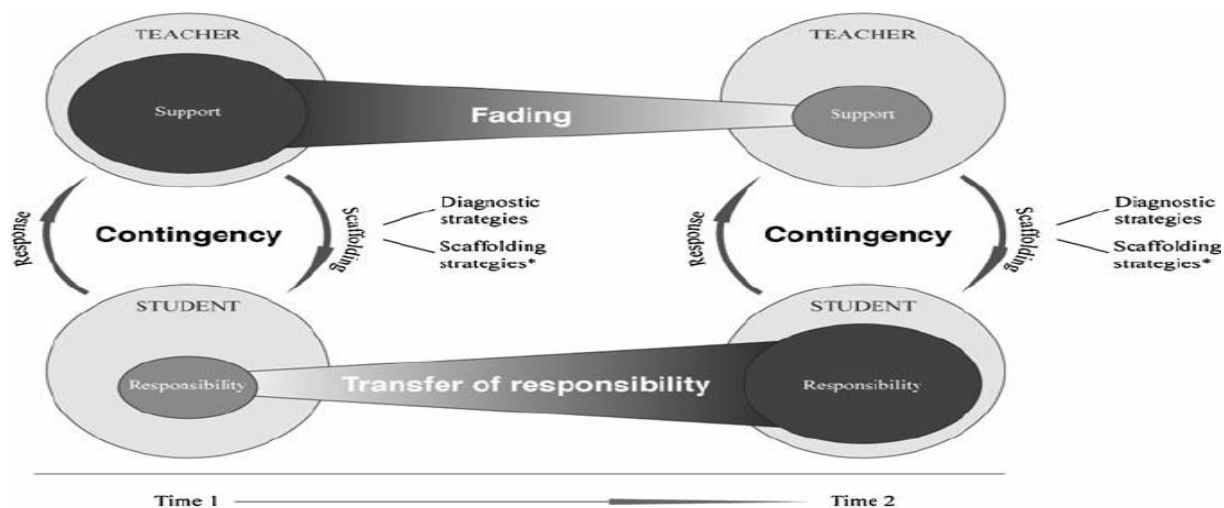 TEACHER
TEACHER
Support
Fading
Support
Response
Contingency
Scaffolding
Diagnostic
strategies
Scaffolding
strategies*
Response
Contingency
Scaffolding
Diagnostic
strategies
Scaffolding
strategies*
STUDENT
STUDENT
Responsibility
Transfer of responsibility
Responsibility
Time 1
Time 2